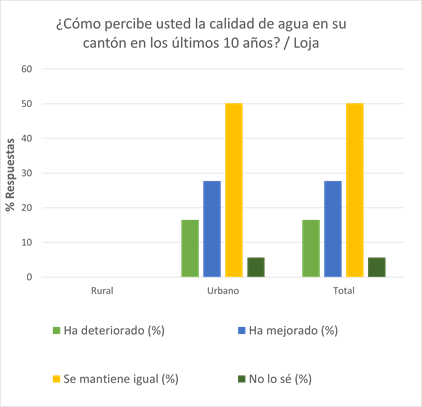 ¿Cómo percibe usted la calidad de agua en su
cantón en los últimos 10 años? / Loja
60
50
40
30
20
10
0
% Respuestas
Rural
Urbano
Total
Ha deteriorado (%)
Ha mejorado (%)
Se mantiene igual (%)
No lo sé (%)